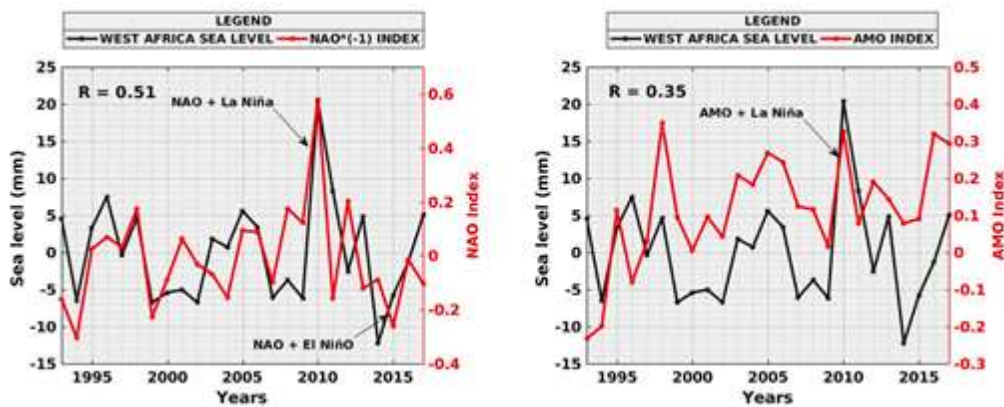 LEGEND
WEST AFRICA SEA LEVEL NAO*(-1) INDEX
25
20
15
10
5
0
-5
-10
-15
Sea level (mm)
R = 0.51
NAO + La Niña
NAO + El NiñO
0.6
0.4
0.2
0
-0.2
-0.4
NAO Index
1995 2000 2005 2010 2015
Years
LEGEND
WEST AFRICA SEA LEVEL AMO INDEX
25
20
15
10
5
0
-5
-10
-15
Sea level (mm)
R = 0.35
AMO + La Niña
0.5
0.4
0.3
0.2
0.1
0
-0.1
-0.2
-0.3
AMO Index
1995 2000 2005 2010 2015
Years